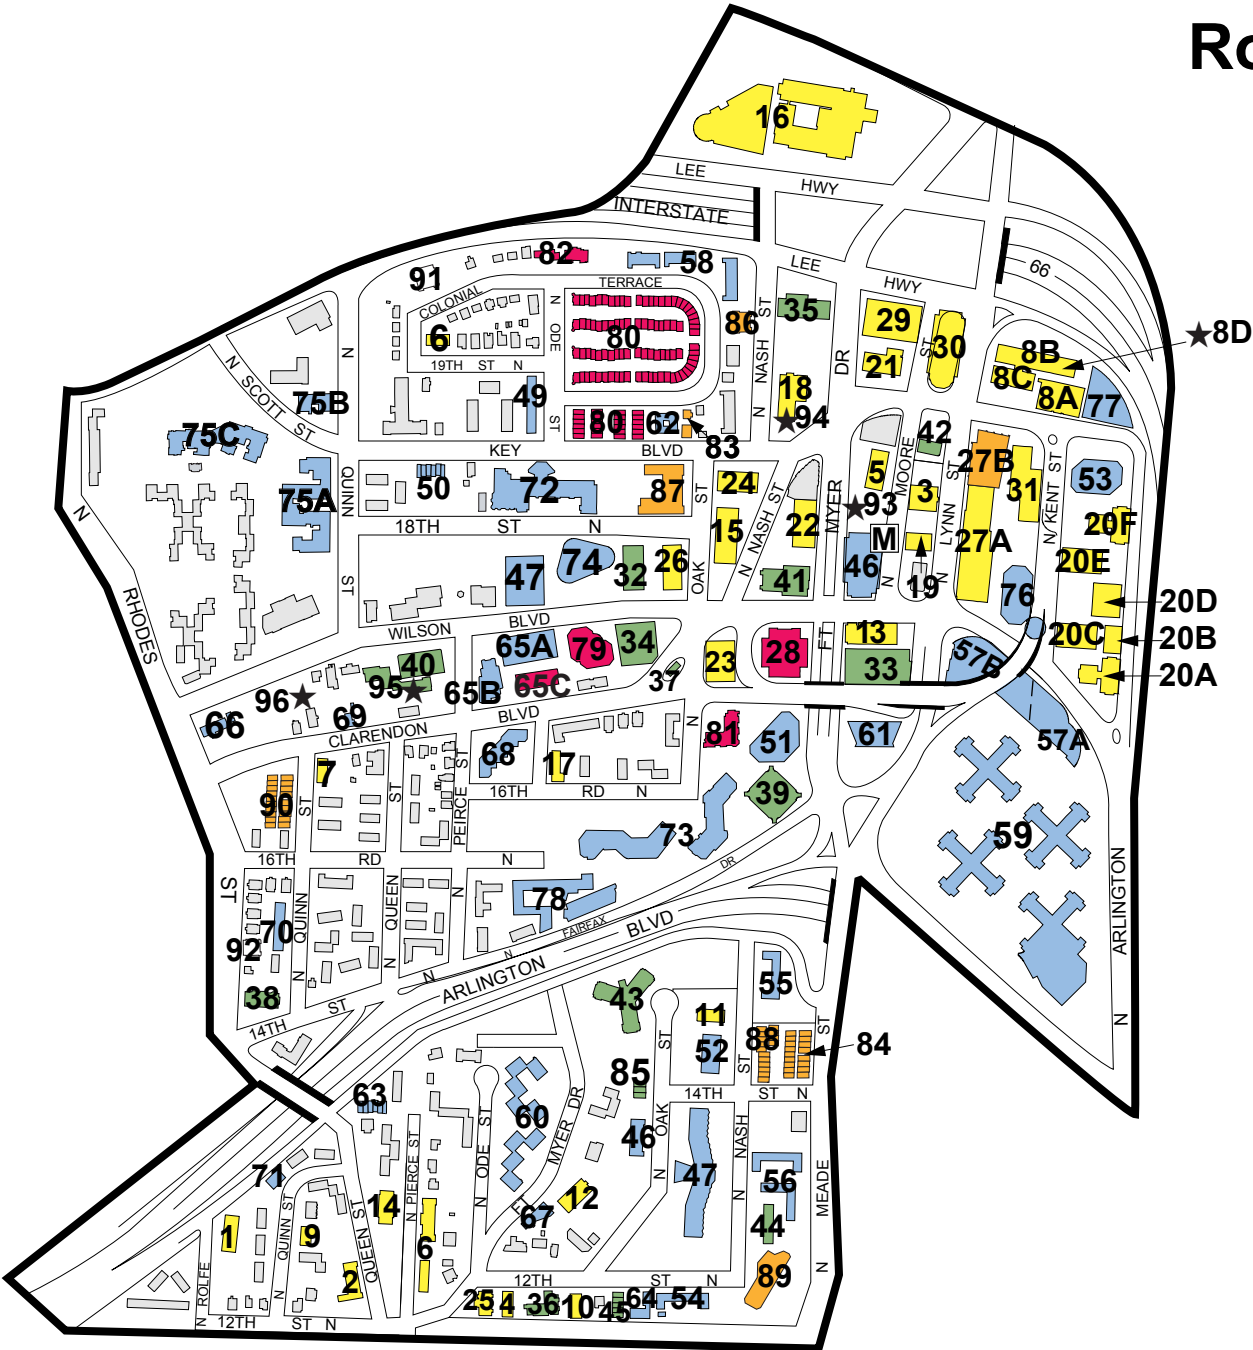 Ro
16
LEE
HWY
INTERSTATE
82
58
LEE
HWY
66
91
COLONIAL
TERRACE
N
ODE
ST
6
80
86
35
29
30
21
ST
8B
8C
8A
8D
77
19TH ST N
49
NASH ST
N
DR
18
94
N SCOTT ST
N
75B
75C
80
62
83
KEY
BLVD
42
MOORE
5
3
27B
31
53
75A
QUINN
ST
50
72
87
24
ST
N NASH ST
22
MYER
93
M
LYNN
ST
N
27A
N KENT ST
20F
20E
18TH
ST
N
15
OAK
N
RHODES
47
74
32
26
41
46
N
19
76
20D
WILSON
BLVD
65A
79
34
23
28
FT
13
33
57B
20C
20B
20A
40
95
96
65B
65C
37
66
69
CLARENDON
BLVD
N
81
51
61
57A
68
17
7
90
ST
ST
PEIRCE ST
16TH
RD
N
39
73
59
ARLINGTON
N
16TH
RD
N
DR
ST
QUINN
N
QUEEN
N
N
78
FAIRFAX
N
70
92
38
14TH
ST
N
ARLINGTON
BLVD
43
55
11
52
ST
ST
88
84
ST
85
14TH
ST
N
63
60
MYER DR
FT
46
OAK
N
47
NASH
N
56
MEADE
N
71
14
N PIERCE ST
N ODE ST
12
67
44
1
9
QUINN ST
N
QUEEN ST
2
6
89
ROLFE
N
12TH
ST N
12TH
ST
N
25
4
36
10
45
64
54